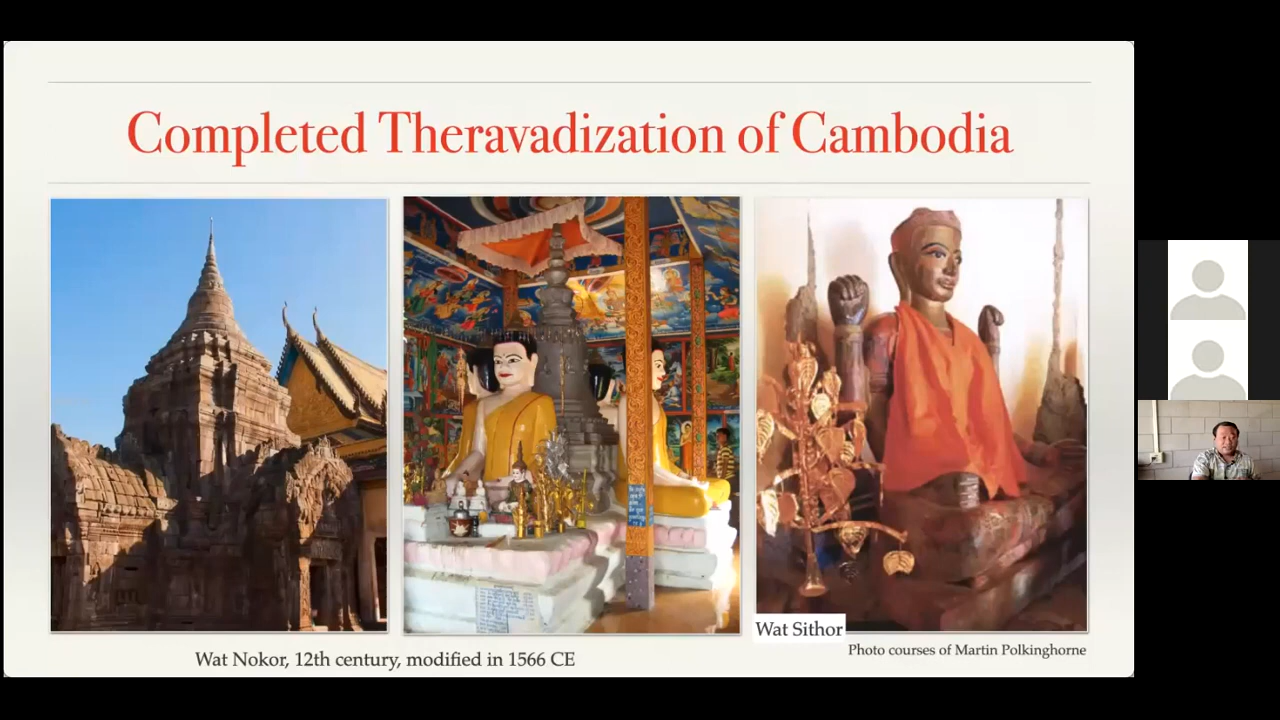 Completed Theravadization of Cambodia
Wat Sithor
Photo courses of Martin Polkinghorne
Wat Nokor, 12th century, modified in 1566 CE